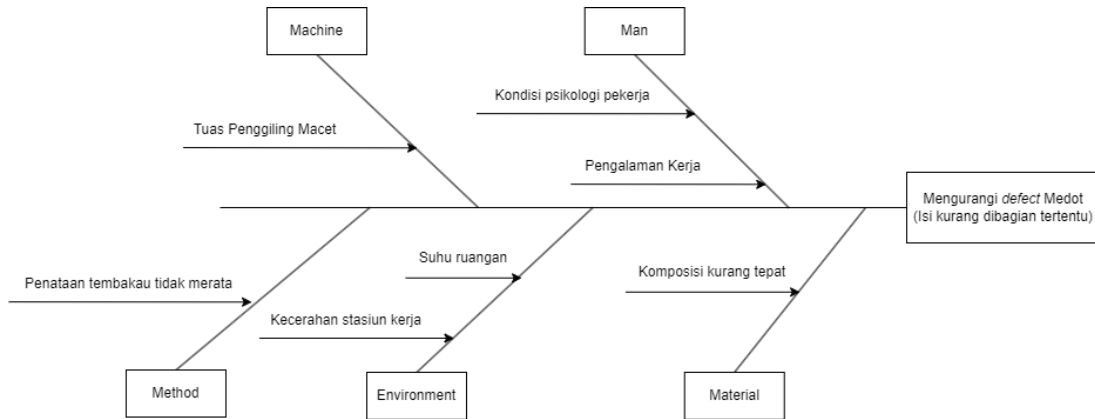 Machine
Man
Kondisi psikologi pekerja
Tuas Penggiling Macet
Pengalaman Kerja
Mengurangi defect Medot
(Isi kurang dibagian tertentu)
Suhu ruangan
Komposisi kurang tepat
Penataan tembakau tidak merata
Kecerahan stasiun kerja
Method
Environment
Material